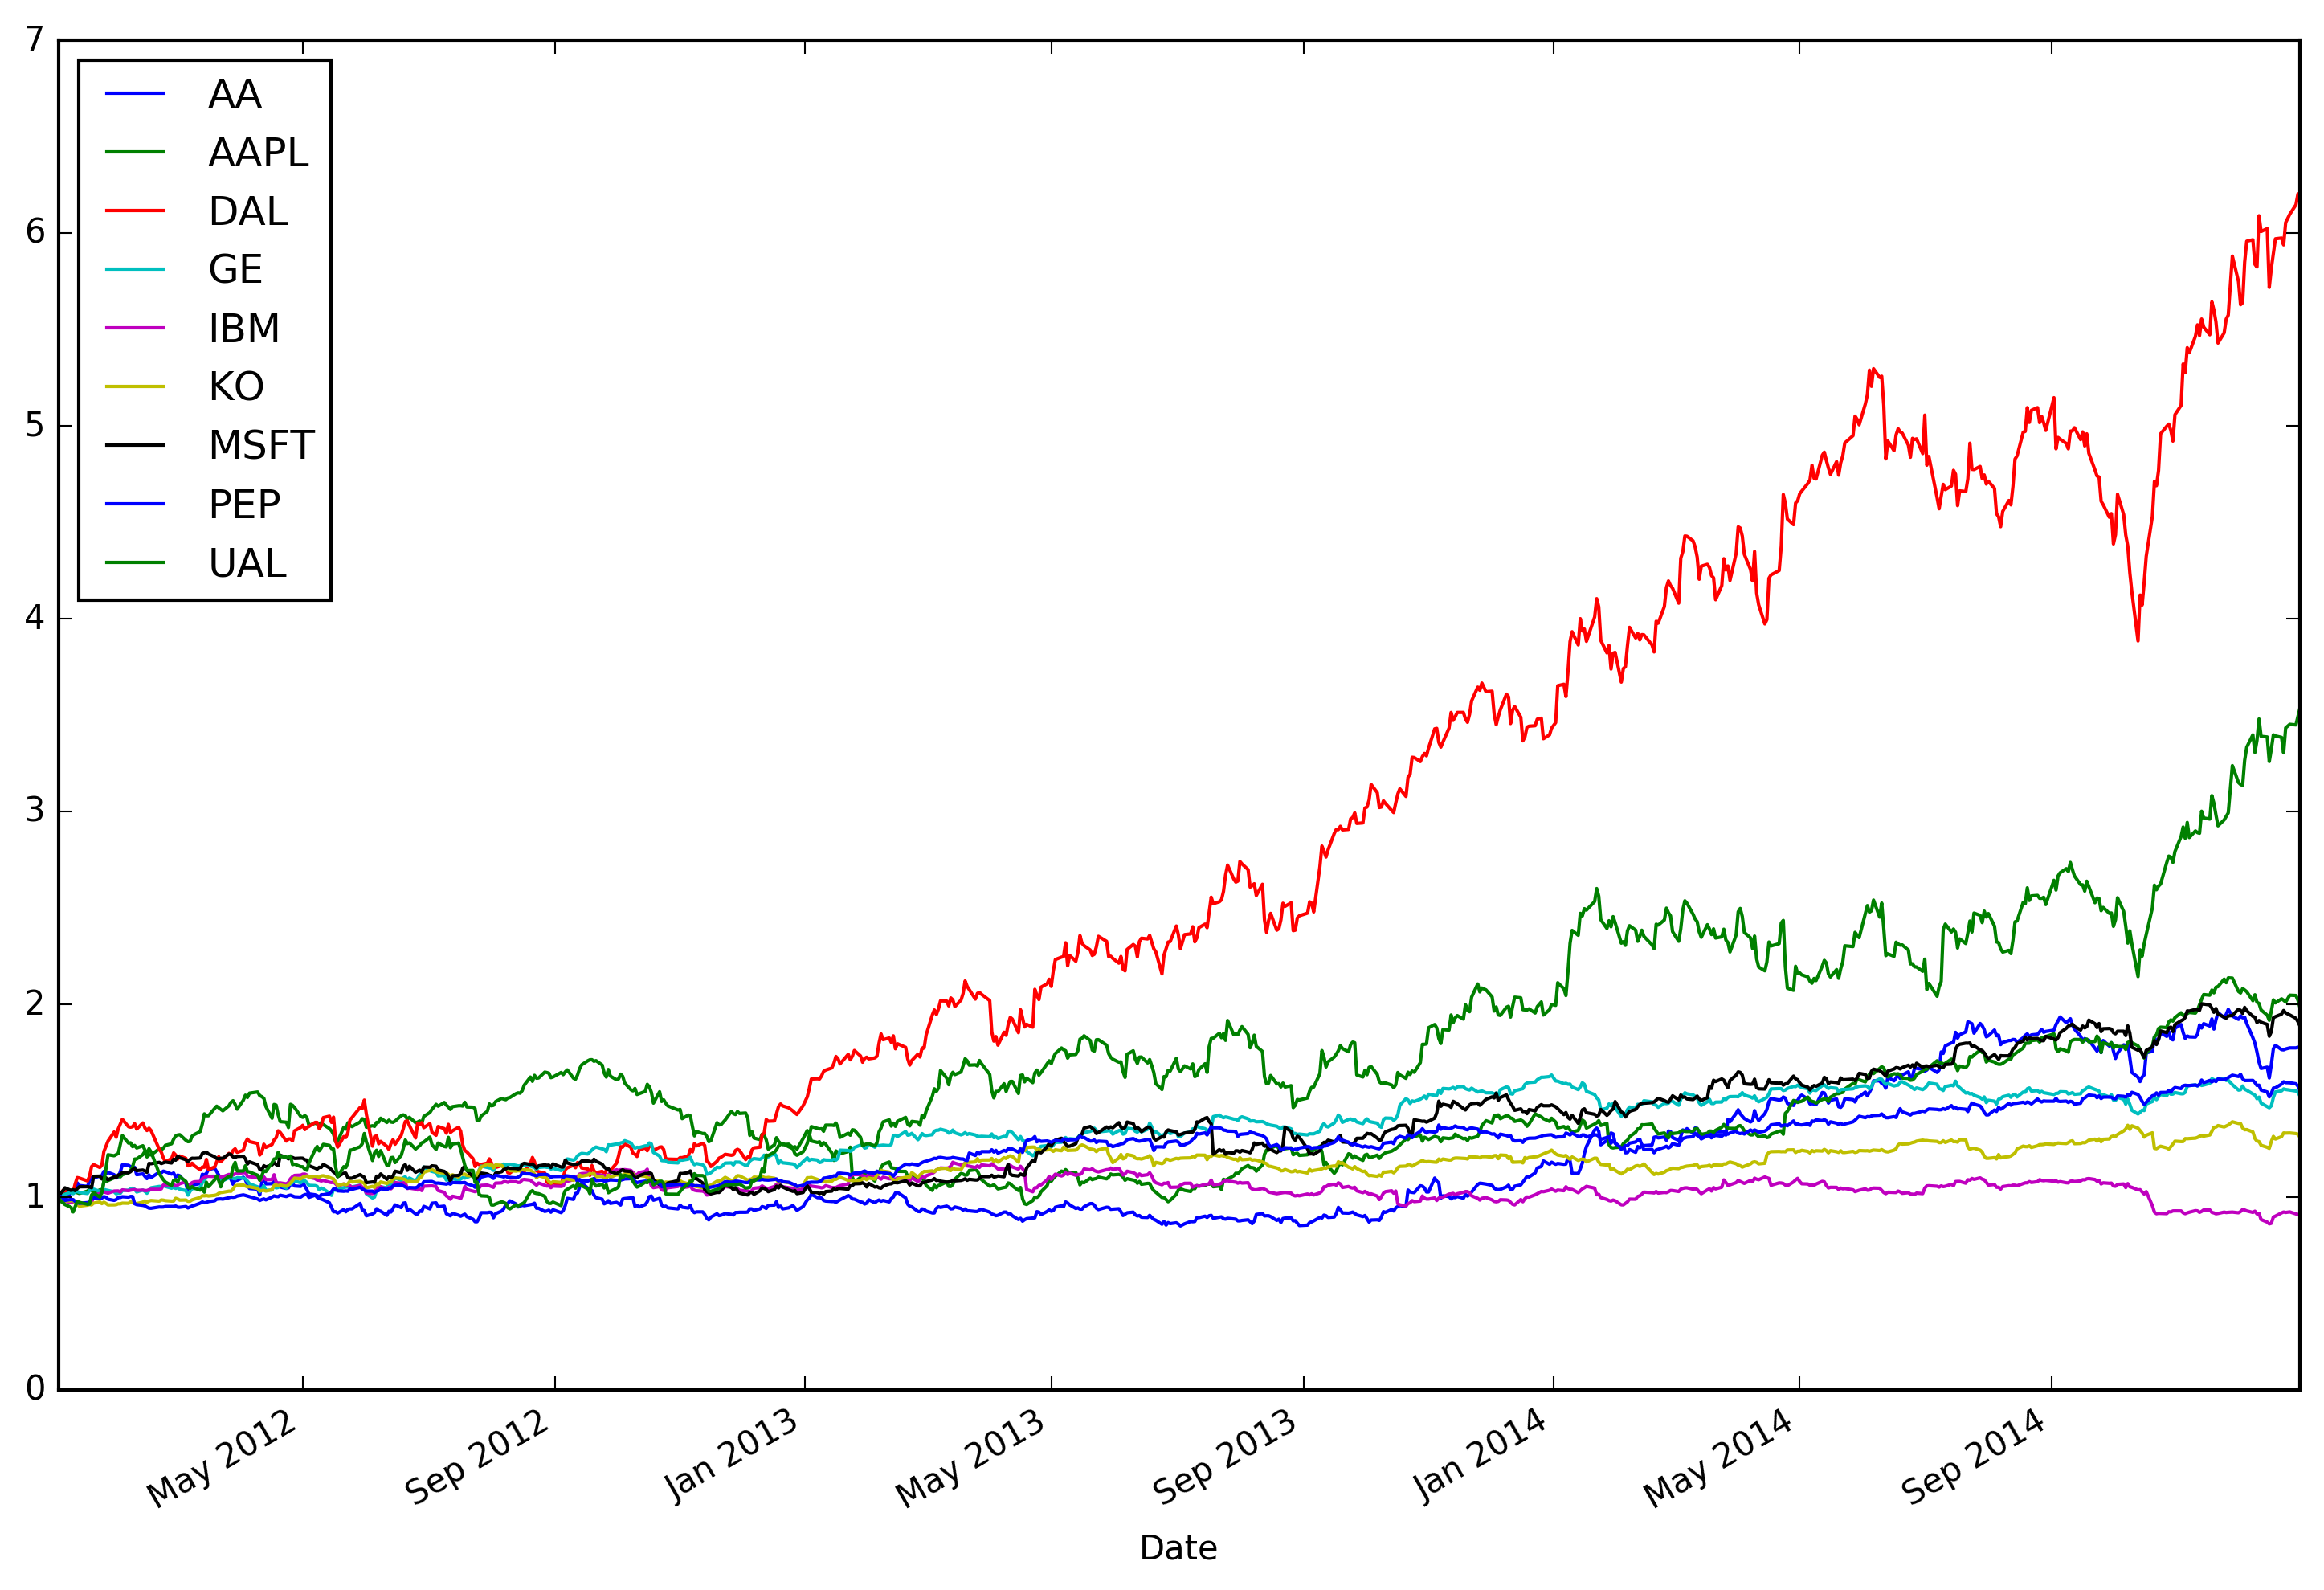 7
6
5
4
3
2
1
0
AA
AAPL
DAL
GE
IBM
KO
MSFT
PEP
UAL
May 2012
Sep 2012
Jan 2013
May 2013
Sep 2013
Jan 2014
May 2014
Sep 2014
Date